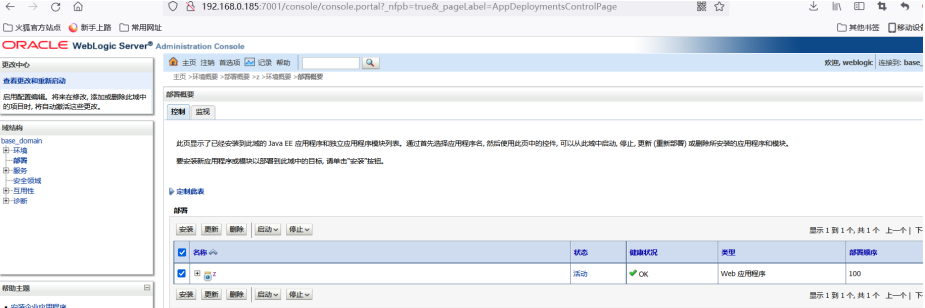 192.168.0.185:7001/console/console.portal?_nfpb=true&_pageLabel=AppDeploymentsControlPage
火狐官方站点 新手上路 常用网址 其他书签 移动设
ORACLE WebLogic Server® Administration Console
更改中心
查看更改和重新启动
启用配置编辑。将来在修改, 添加或删除此域中
的项目时, 将自动激活这些更改。
域结构
base_domain
环境
部署
服务
安全领域
互用性
诊断
帮助主题
安装企业应用程序
主页 注销 首选项 记录 帮助
欢迎, weblogic 连接到: base_
主页 >环境概要 >部署概要 >z >环境概要 >部署概要
部署概要
控制 监视
此页显示了已经安装到此域的 Java EE 应用程序和独立应用程序模块列表。通过首先选择应用程序名, 然后使用此页中的控件, 可以从此域中启动, 停止, 更新 (重新部署) 或删除所安装的应用程序和模块。
要安装新应用程序或模块以部署到此域中的目标, 请单击"安装"按钮。
定制此表
部署
安装 更新 删除 启动 停止 显示 1 到 1 个, 共 1 个 上一个 | 下
名称 状态 健康状况 类型 部署顺序
z 活动 OK Web 应用程序 100
安装 更新 删除 启动 停止 显示 1 到 1 个, 共 1 个 上一个 | 下